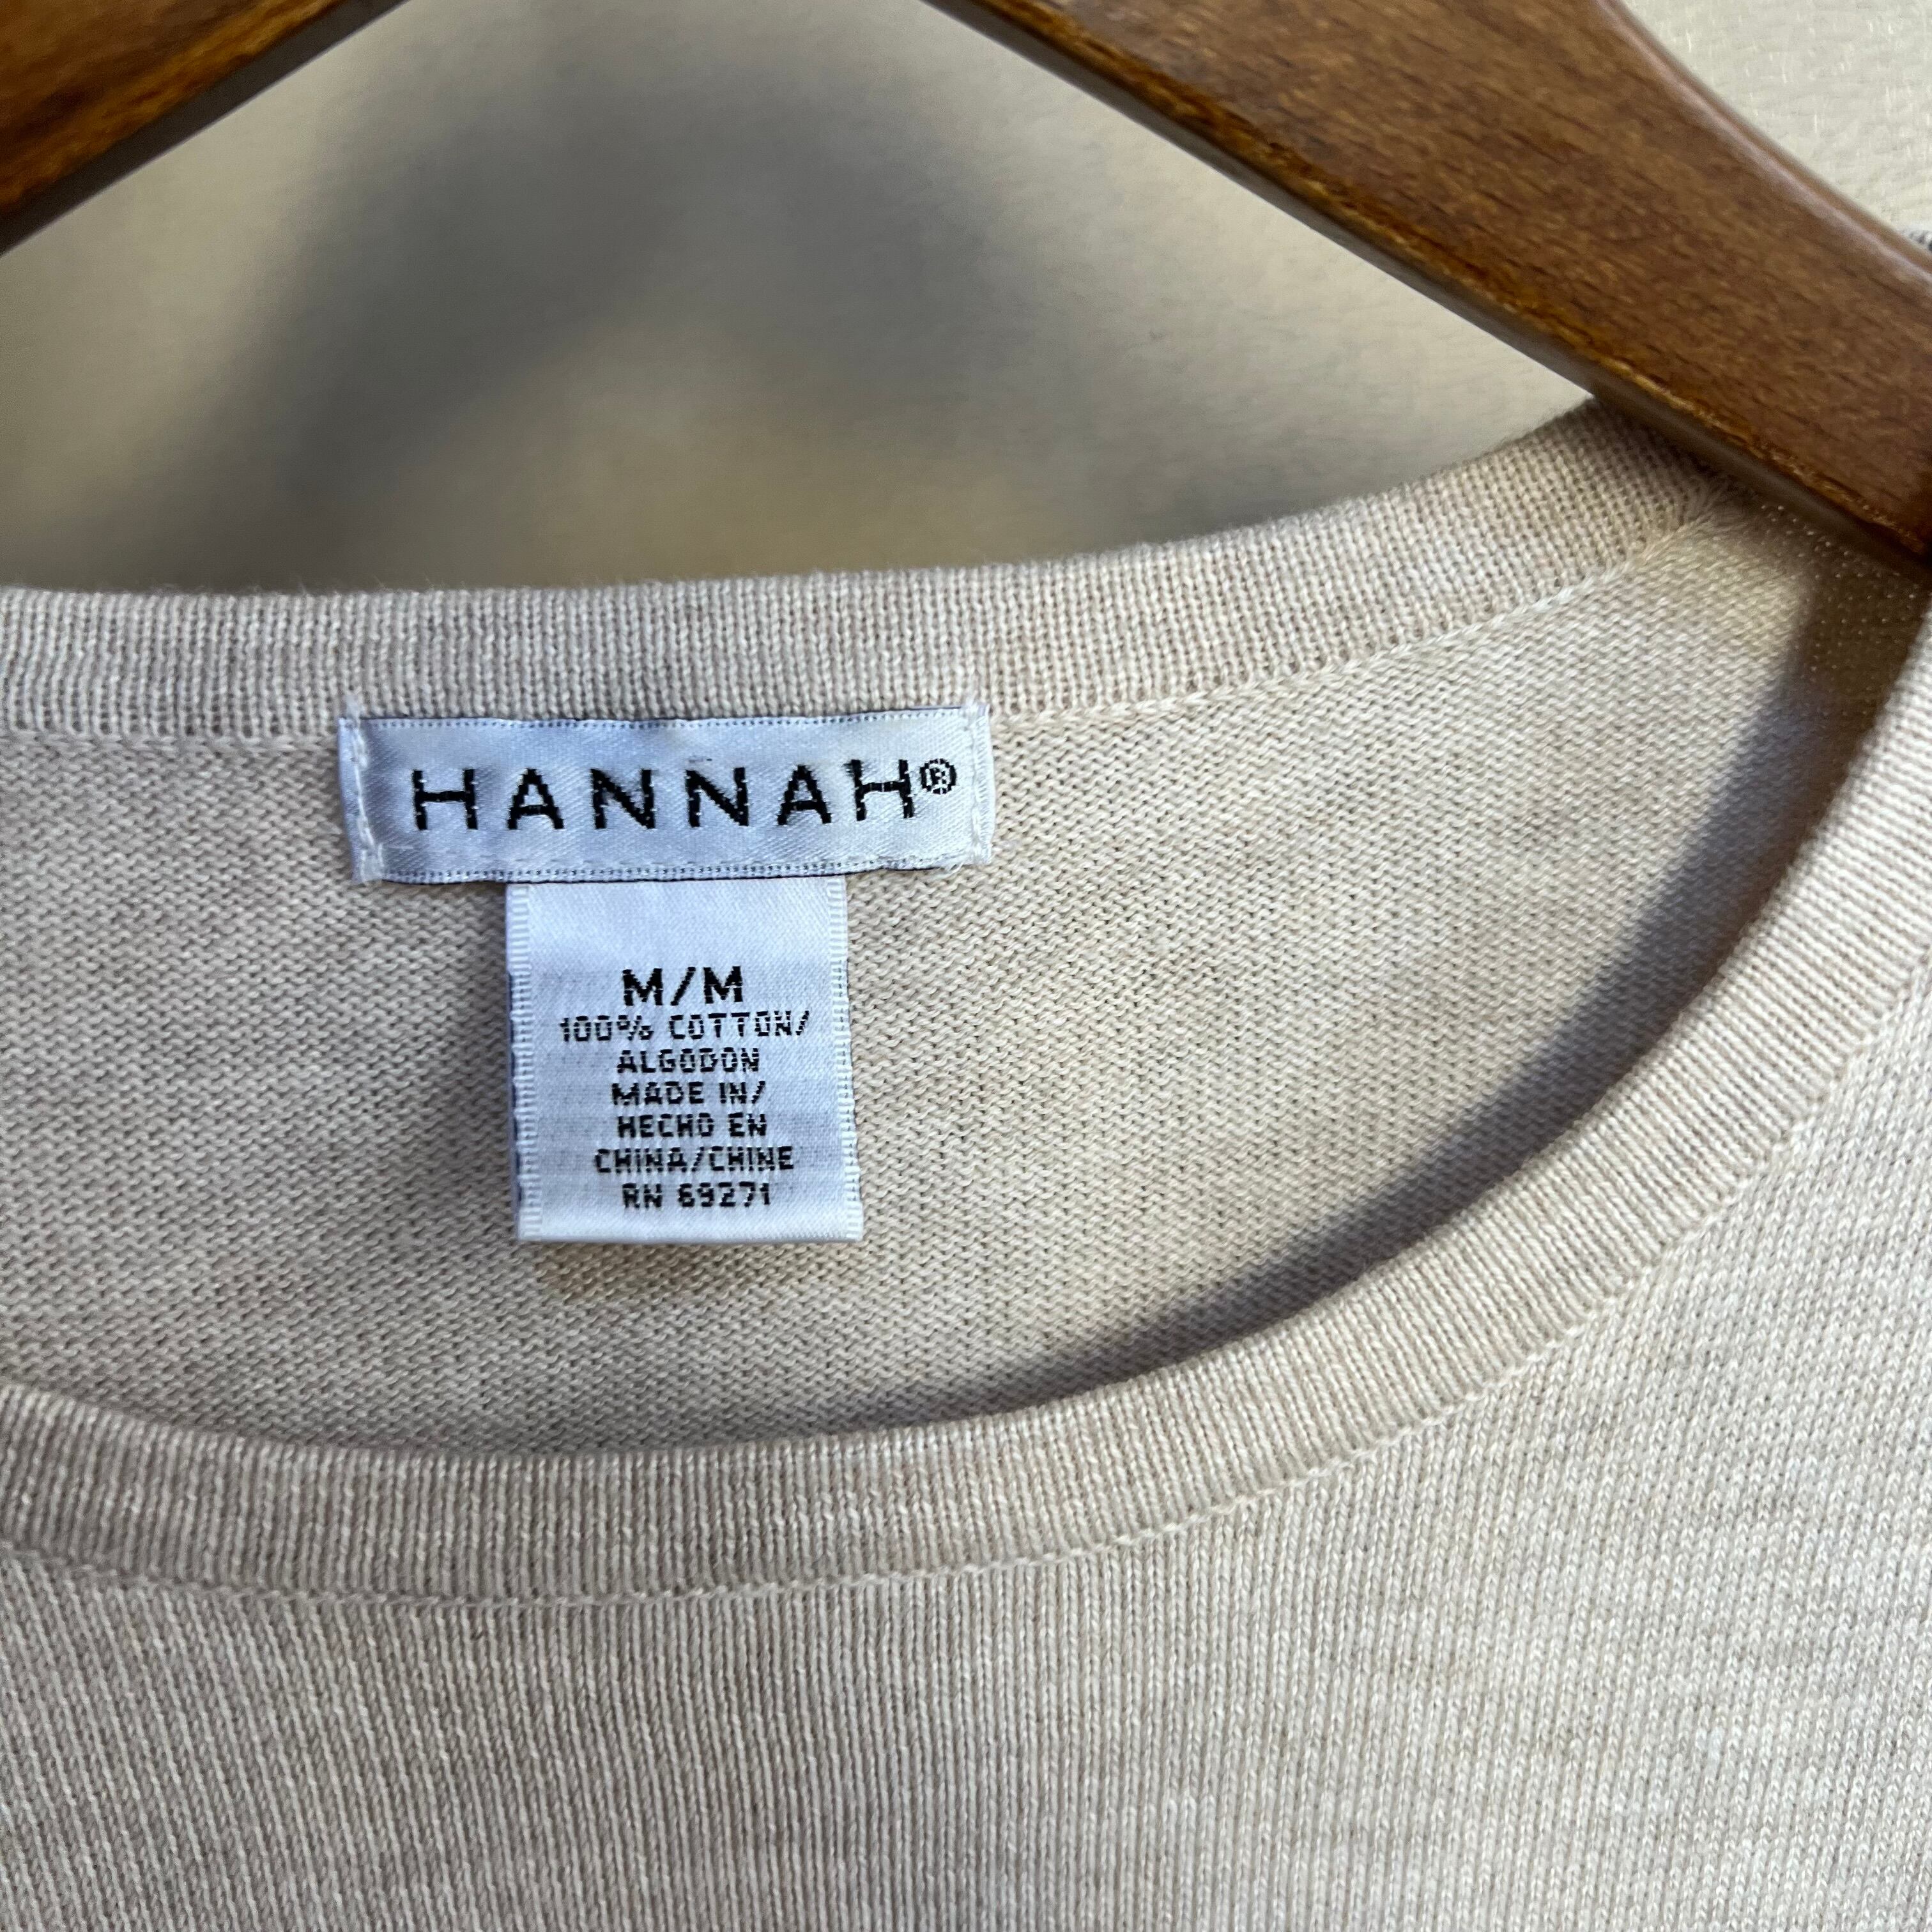 HANNAH®
M/M
100% COTTON/
ALGODON
MADE IN/
HECHO EN
CHINA/CHINE
RN 69271